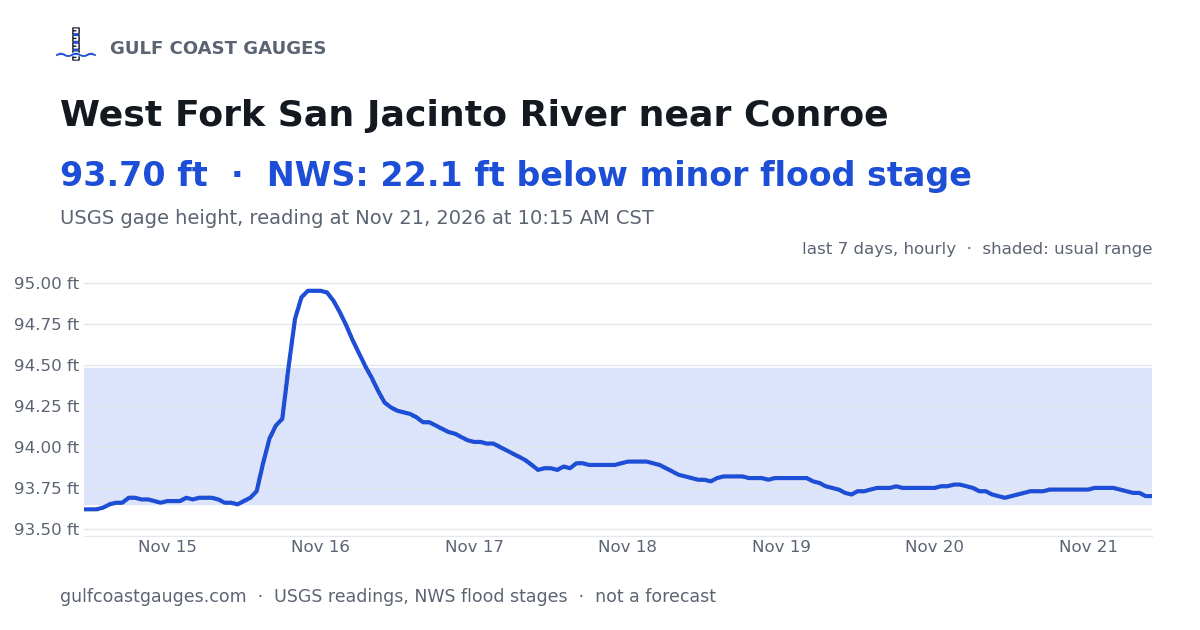 GULF COAST GAUGES
West Fork San Jacinto River near Conroe
93.70 ft · NWS: 22.1 ft below minor flood stage
USGS gage height, reading at Nov 21, 2026 at 10:15 AM CST
last 7 days, hourly · shaded: usual range
95.00 ft
94.75 ft
94.50 ft
94.25 ft
94.00 ft
93.75 ft
93.50 ft
Nov 15 Nov 16 Nov 17 Nov 18 Nov 19 Nov 20 Nov 21
gulfcoastgauges.com · USGS readings, NWS flood stages · not a forecast